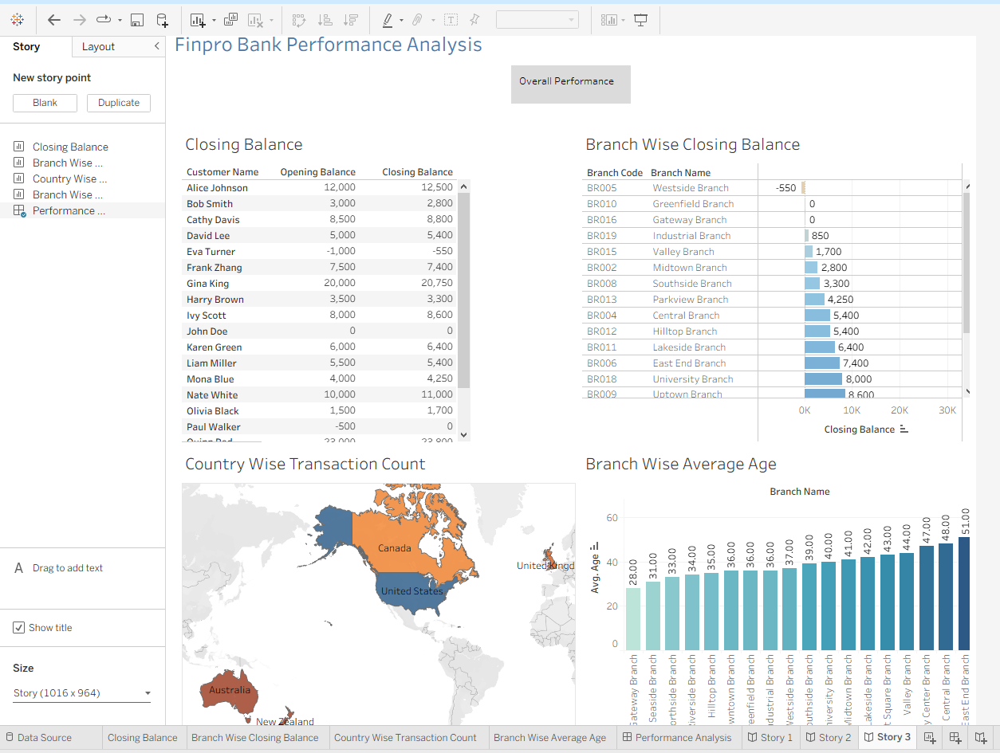 Story
Layout
Finpro Bank Performance Analysis
New story point
Blank
Duplicate
Overall Performance
Closing Balance
Branch Wise ...
Country Wise ...
Branch Wise ...
Performance ...
Closing Balance
Customer Name Opening Balance Closing Balance
Alice Johnson 12,000 12,500
Bob Smith 3,000 2,800
Cathy Davis 8,500 8,800
David Lee 5,000 5,400
Eva Turner -1,000 -550
Frank Zhang 7,500 7,400
Gina King 20,000 20,750
Harry Brown 3,500 3,300
Ivy Scott 8,000 8,600
John Doe 0 0
Karen Green 6,000 6,400
Liam Miller 5,500 5,400
Mona Blue 4,000 4,250
Nate White 10,000 11,000
Olivia Black 1,500 1,700
Paul Walker -500 0
Branch Wise Closing Balance
Branch Code Branch Name
BR005 Westside Branch -550
BR010 Greenfield Branch 0
BR016 Gateway Branch 0
BR019 Industrial Branch 850
BR015 Valley Branch 1,700
BR002 Midtown Branch 2,800
BR008 Southside Branch 3,300
BR013 Parkview Branch 4,250
BR004 Central Branch 5,400
BR012 Hilltop Branch 5,400
BR011 Lakeside Branch 6,400
BR006 East End Branch 7,400
BR018 University Branch 8,000
BR009 Uptown Branch 8,600
0K 10K 20K 30K
Closing Balance
Country Wise Transaction Count
Canada
United Kingd
United States
Australia
New Zealand
Branch Wise Average Age
Branch Name
Avg. Age
60
40
20
0
28.00 31.00 33.00 34.00 35.00 36.00 36.00 36.00 37.00 39.00 40.00 41.00 42.00 43.00 44.00 47.00 48.00 51.00
Gateway Branch
Seaside Branch
orthside Branch
iverside Branch
Hilltop Branch
wntown Branch
eenfield Branch
dustrial Branch
Westside Branch
outhside Branch
niversity Branch
Midtown Branch
Lakeside Branch
t Square Branch
Valley Branch
y Center Branch
Central Branch
East End Branch
A Drag to add text
Show title
Size
Story (1016 x 964)
Data Source
Closing Balance
Branch Wise Closing Balance
Country Wise Transaction Count
Branch Wise Average Age
Performance Analysis
Story 1
Story 2
Story 3